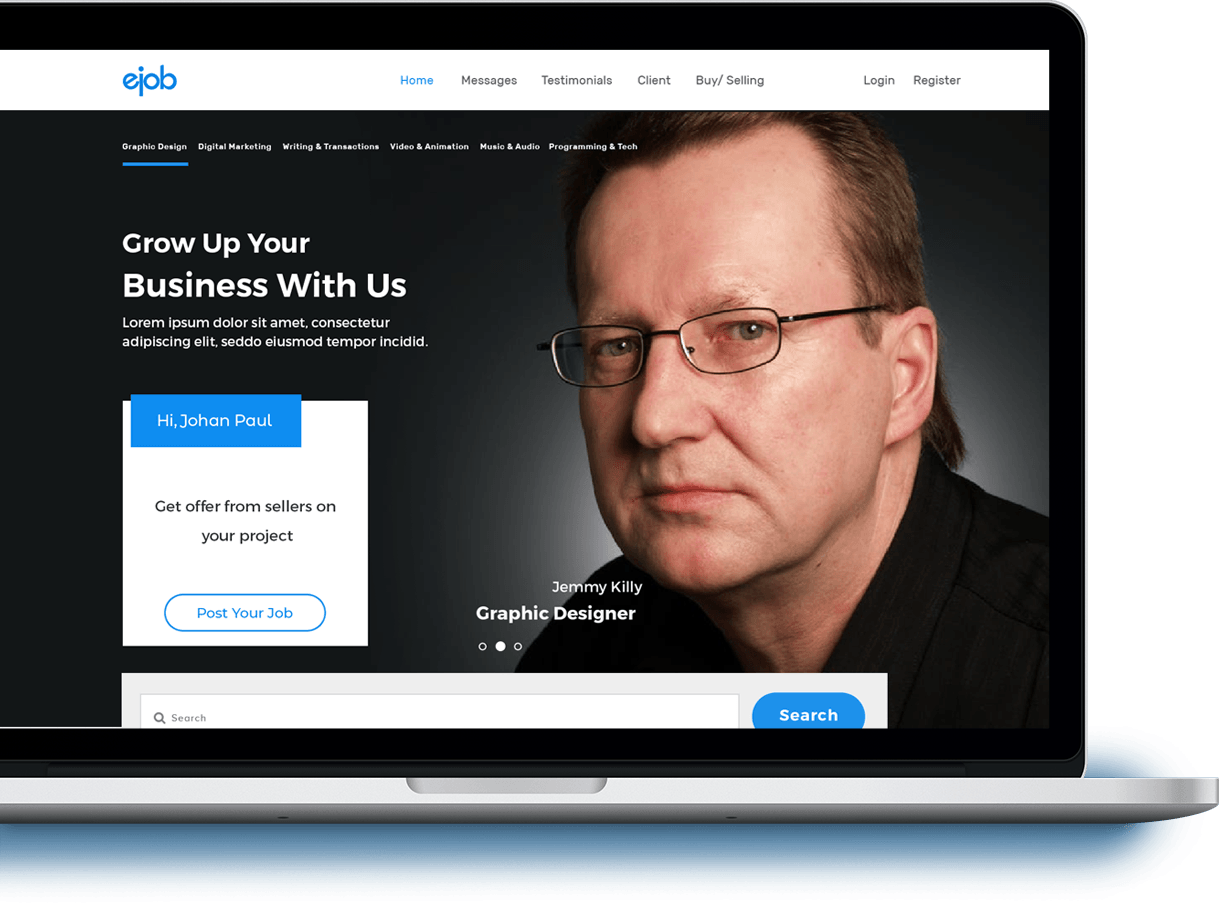 ejob
Home Messages Testimonials Client Buy/ Selling Login Register
Graphic Design Digital Marketing Writing & Transactions Video & Animation Music & Audio Programming & Tech
Grow Up Your
Business With Us
Lorem ipsum dolor sit amet, consectetur
adipiscing elit, seddo eiusmod tempor incidid.
Hi, Johan Paul
Get offer from sellers on
your project
Post Your Job
Jemmy Killy
Graphic Designer
Search Search